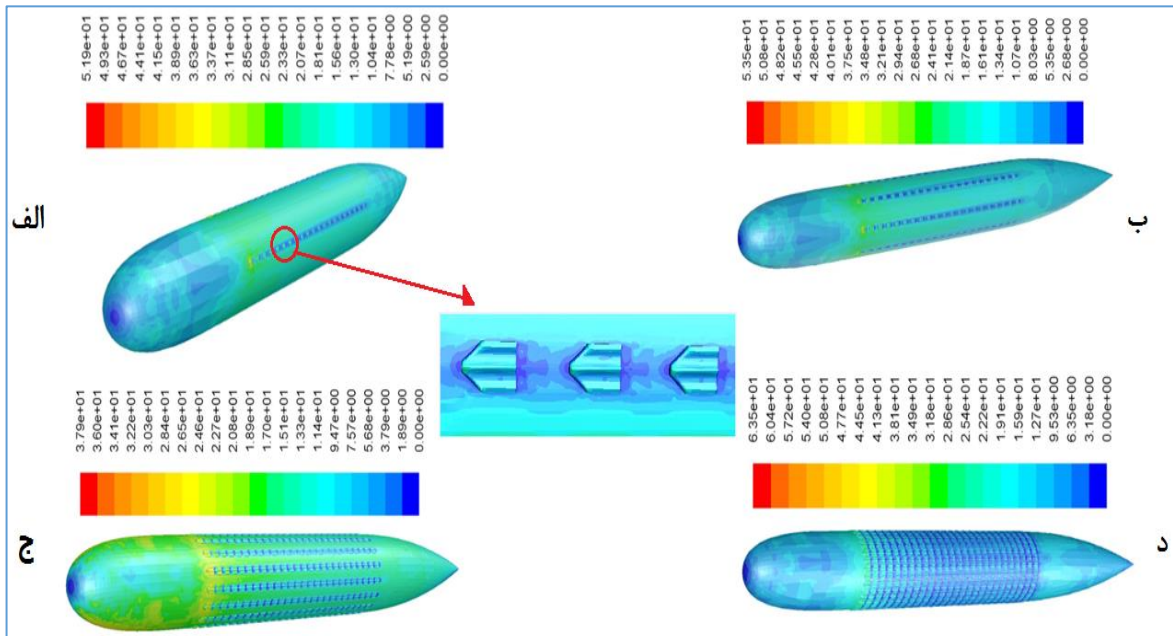 5.19e+01
4.93e+01
4.67e+01
4.41e+01
4.15e+01
3.89e+01
3.63e+01
3.37e+01
3.11e+01
2.85e+01
2.59e+01
2.33e+01
2.07e+01
1.81e+01
1.56e+01
1.30e+01
1.04e+01
7.78e+00
5.19e+00
2.59e+00
0.00e+00
الف
5.35e+01
5.08e+01
4.82e+01
4.55e+01
4.28e+01
4.01e+01
3.75e+01
3.48e+01
3.21e+01
2.94e+01
2.68e+01
2.41e+01
2.14e+01
1.87e+01
1.61e+01
1.34e+01
1.07e+01
8.03e+00
5.35e+00
2.68e+00
0.00e+00
ب
3.79e+01
3.60e+01
3.41e+01
3.22e+01
3.03e+01
2.84e+01
2.65e+01
2.46e+01
2.27e+01
2.08e+01
1.89e+01
1.70e+01
1.51e+01
1.33e+01
1.14e+01
9.47e+00
7.57e+00
5.68e+00
3.79e+00
1.89e+00
0.00e+00
ج
6.35e+01
6.04e+01
5.72e+01
5.40e+01
5.08e+01
4.77e+01
4.45e+01
4.13e+01
3.81e+01
3.49e+01
3.18e+01
2.86e+01
2.54e+01
2.22e+01
1.91e+01
1.59e+01
1.27e+01
9.53e+00
6.35e+00
3.18e+00
0.00e+00
د